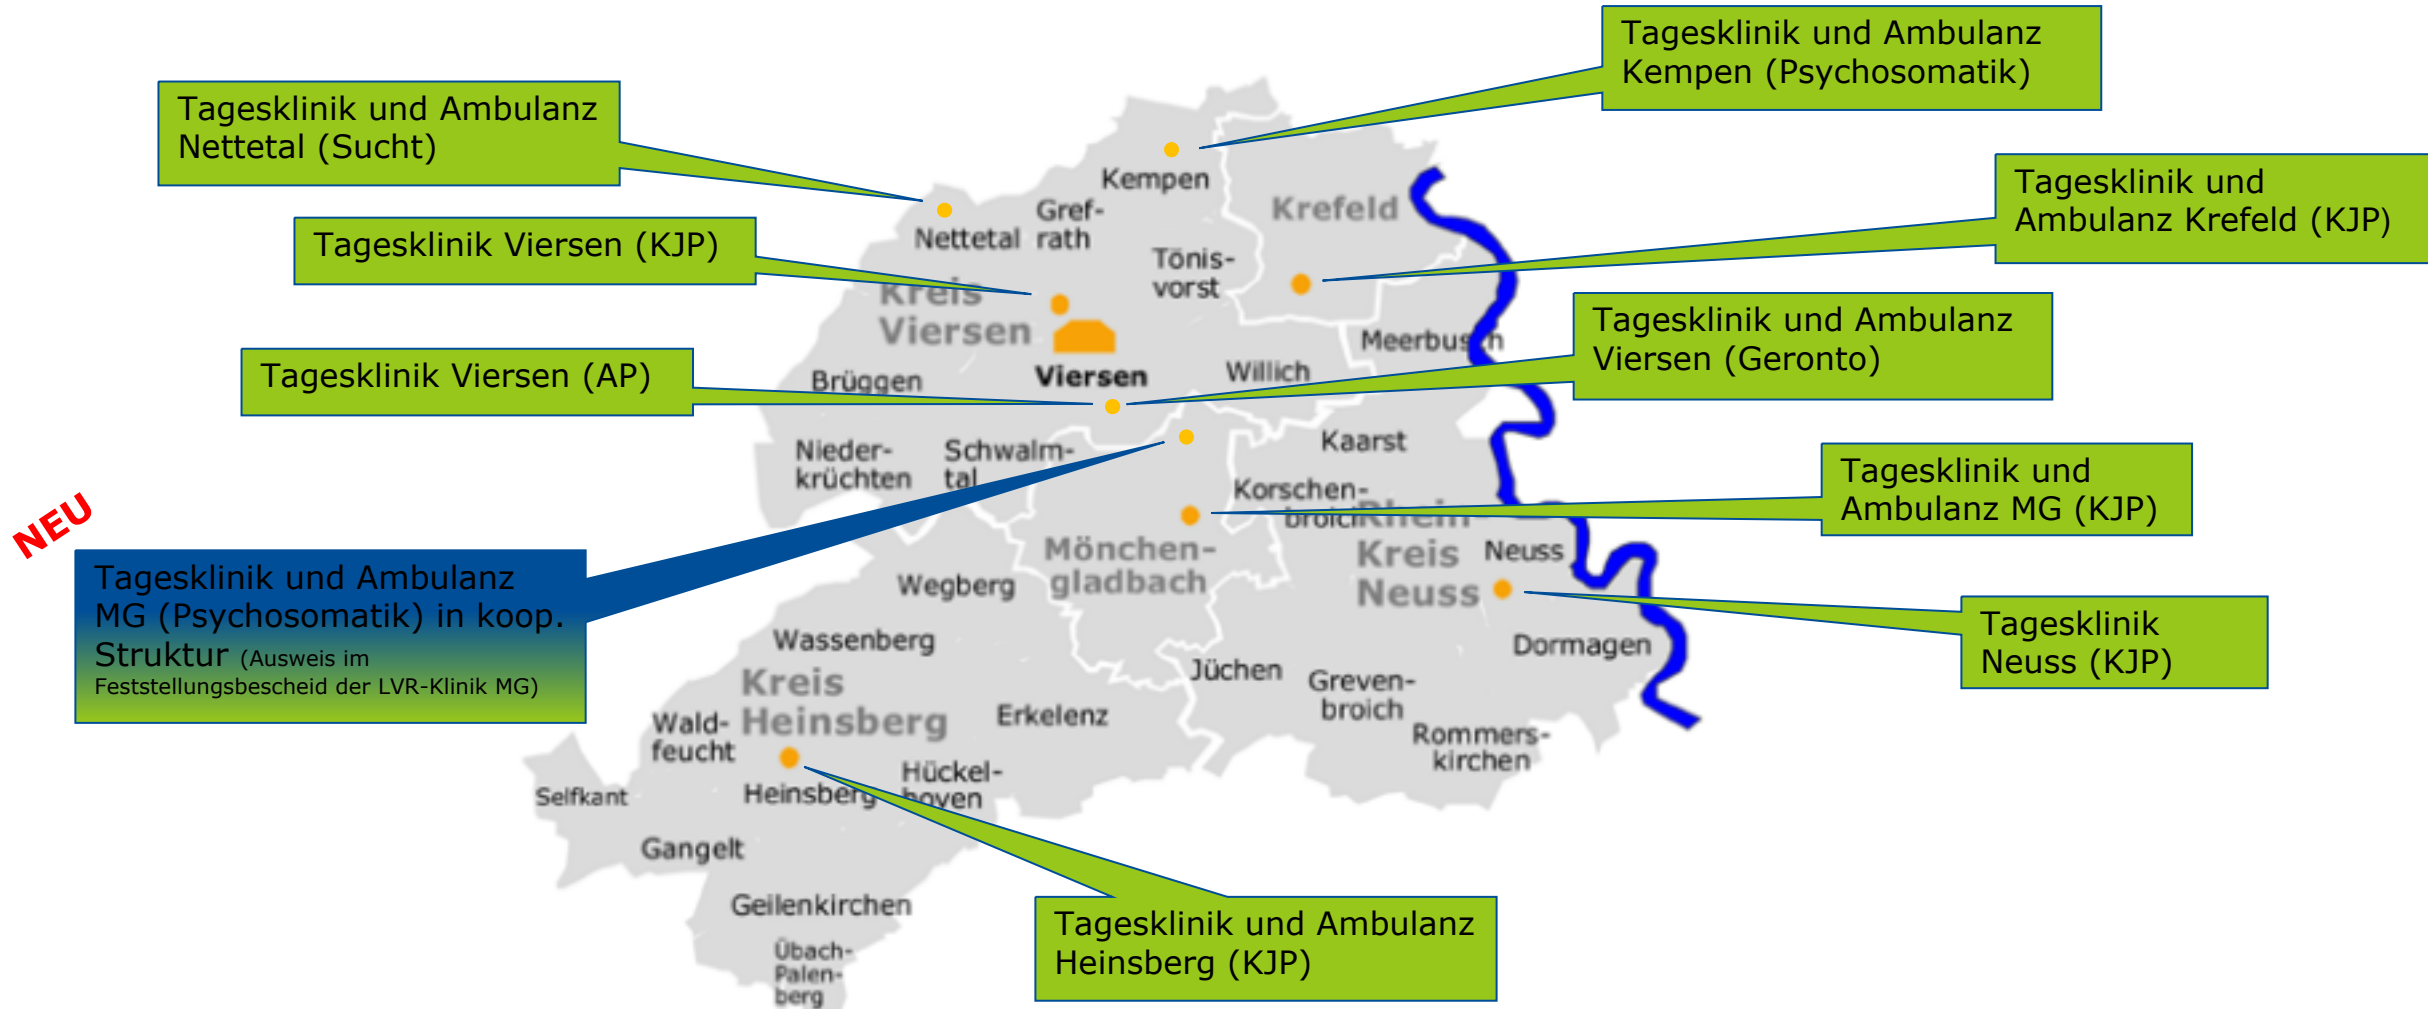 Tagesklinik und Ambulanz
Kempen (Psychosomatik)
Tagesklinik und Ambulanz
Nettetal (Sucht)
Tagesklinik und
Ambulanz Krefeld (KJP)
Tagesklinik Viersen (KJP)
Tagesklinik und Ambulanz
Viersen (Geronto)
Tagesklinik Viersen (AP)
Tagesklinik und
Ambulanz MG (KJP)
NEU
Tagesklinik und Ambulanz
MG (Psychosomatik) in koop.
Struktur (Ausweis im
Feststellungsbescheid der LVR-Klinik MG)
Tagesklinik
Neuss (KJP)
Tagesklinik und Ambulanz
Heinsberg (KJP)
Kempen
Krefeld
Gref-
rath
Nettetal
Tönis-
vorst
Kreis
Viersen
Meerbusch
Viersen
Willich
Brüggen
Kaarst
Nieder-
krüchten
Schwalm-
tal
Korschen-
broich
Rhein-
Kreis
Neuss
Neuss
Mönchen-
gladbach
Wegberg
Wassenberg
Dormagen
Jüchen
Greven-
broich
Kreis
Heinsberg
Erkelenz
Wald-
feucht
Rommers-
kirchen
Hückel-
hoven
Selfkant
Heinsberg
Gangelt
Geilenkirchen
Übach-
Palen-
berg